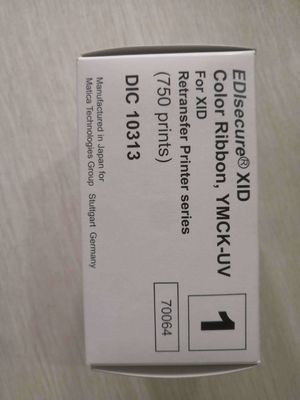 EDIsecure® XID
Color Ribbon, YMCK-UV
For XID
Retransfer Printer series
(750 prints)
DIC 10313
Manufactured in Japan for
Matica Technologies Group Stuttgart Germany
1
70064